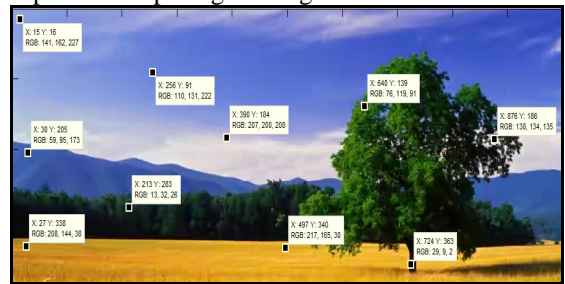 X: 15 Y: 16
RGB: 141, 162, 227
X: 256 Y: 91
RGB: 110, 131, 222
X: 640 Y: 139
RGB: 76, 119, 91
X: 390 Y: 184
RGB: 207, 200, 208
X: 876 Y: 186
RGB: 138, 134, 135
X: 30 Y: 205
RGB: 59, 95, 173
X: 213 Y: 283
RGB: 13, 32, 26
X: 27 Y: 338
RGB: 208, 144, 38
X: 497 Y: 340
RGB: 217, 165, 30
X: 724 Y: 363
RGB: 29, 9, 2